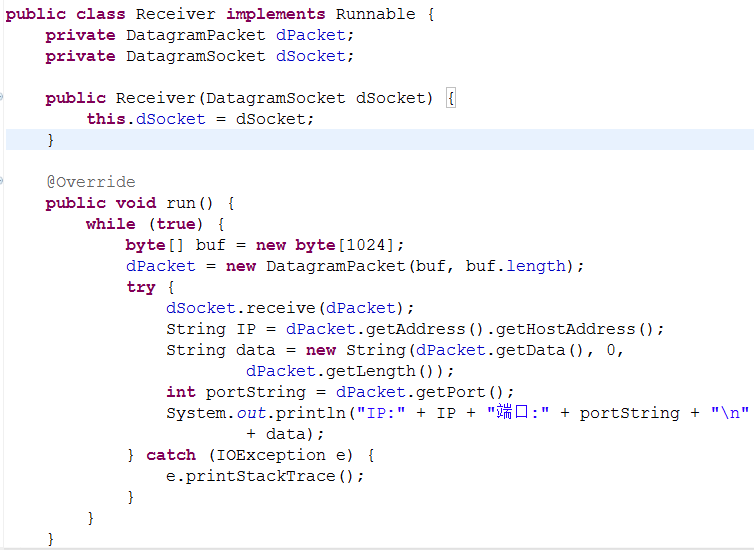 public class Receiver implements Runnable {
    private DatagramPacket dPacket;
    private DatagramSocket dSocket;

    public Receiver(DatagramSocket dSocket) {
        this.dSocket = dSocket;
    }

    @Override
    public void run() {
        while (true) {
            byte[] buf = new byte[1024];
            dPacket = new DatagramPacket(buf, buf.length);
            try {
                dSocket.receive(dPacket);
                String IP = dPacket.getAddress().getHostAddress();
                String data = new String(dPacket.getData(), 0,
                        dPacket.getLength());
                int portString = dPacket.getPort();
                System.out.println("IP:" + IP + "端口:" + portString + "\n"
                        + data);
            } catch (IOException e) {
                e.printStackTrace();
            }
        }
    }